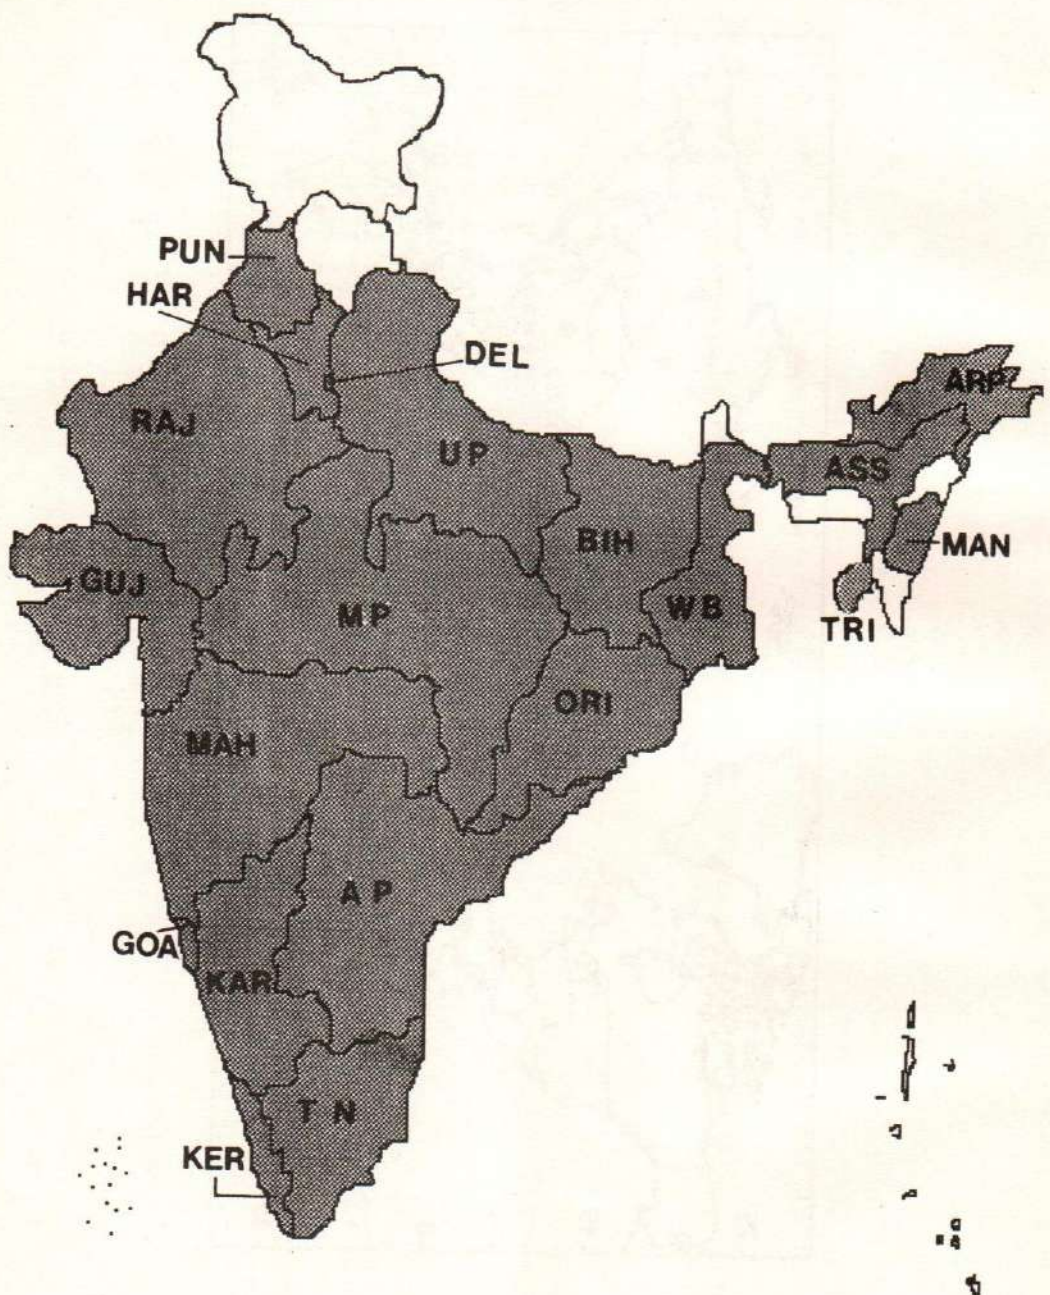 PUN
HAR
DEL
ARP
RAJ
UP
ASS
BIH
MAN
GUJ
MP
WB
TRI
ORI
MAH
AP
GOA
KAR
TN
KER